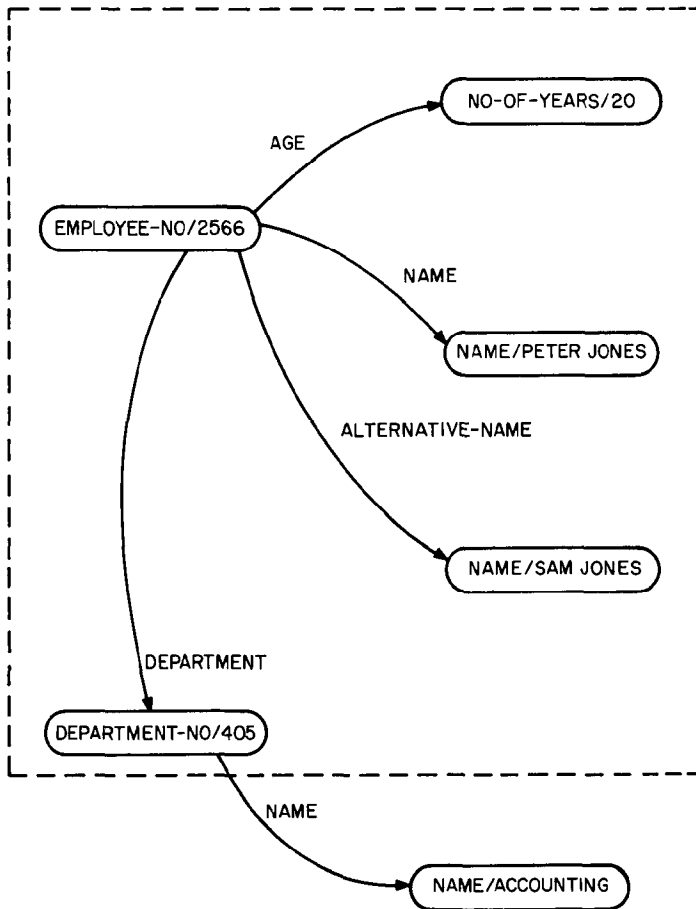 NO-OF-YEARS/20
AGE
EMPLOYEE-NO/2566
NAME
NAME/PETER JONES
ALTERNATIVE-NAME
NAME/SAM JONES
DEPARTMENT
DEPARTMENT-NO/405
NAME
NAME/ACCOUNTING